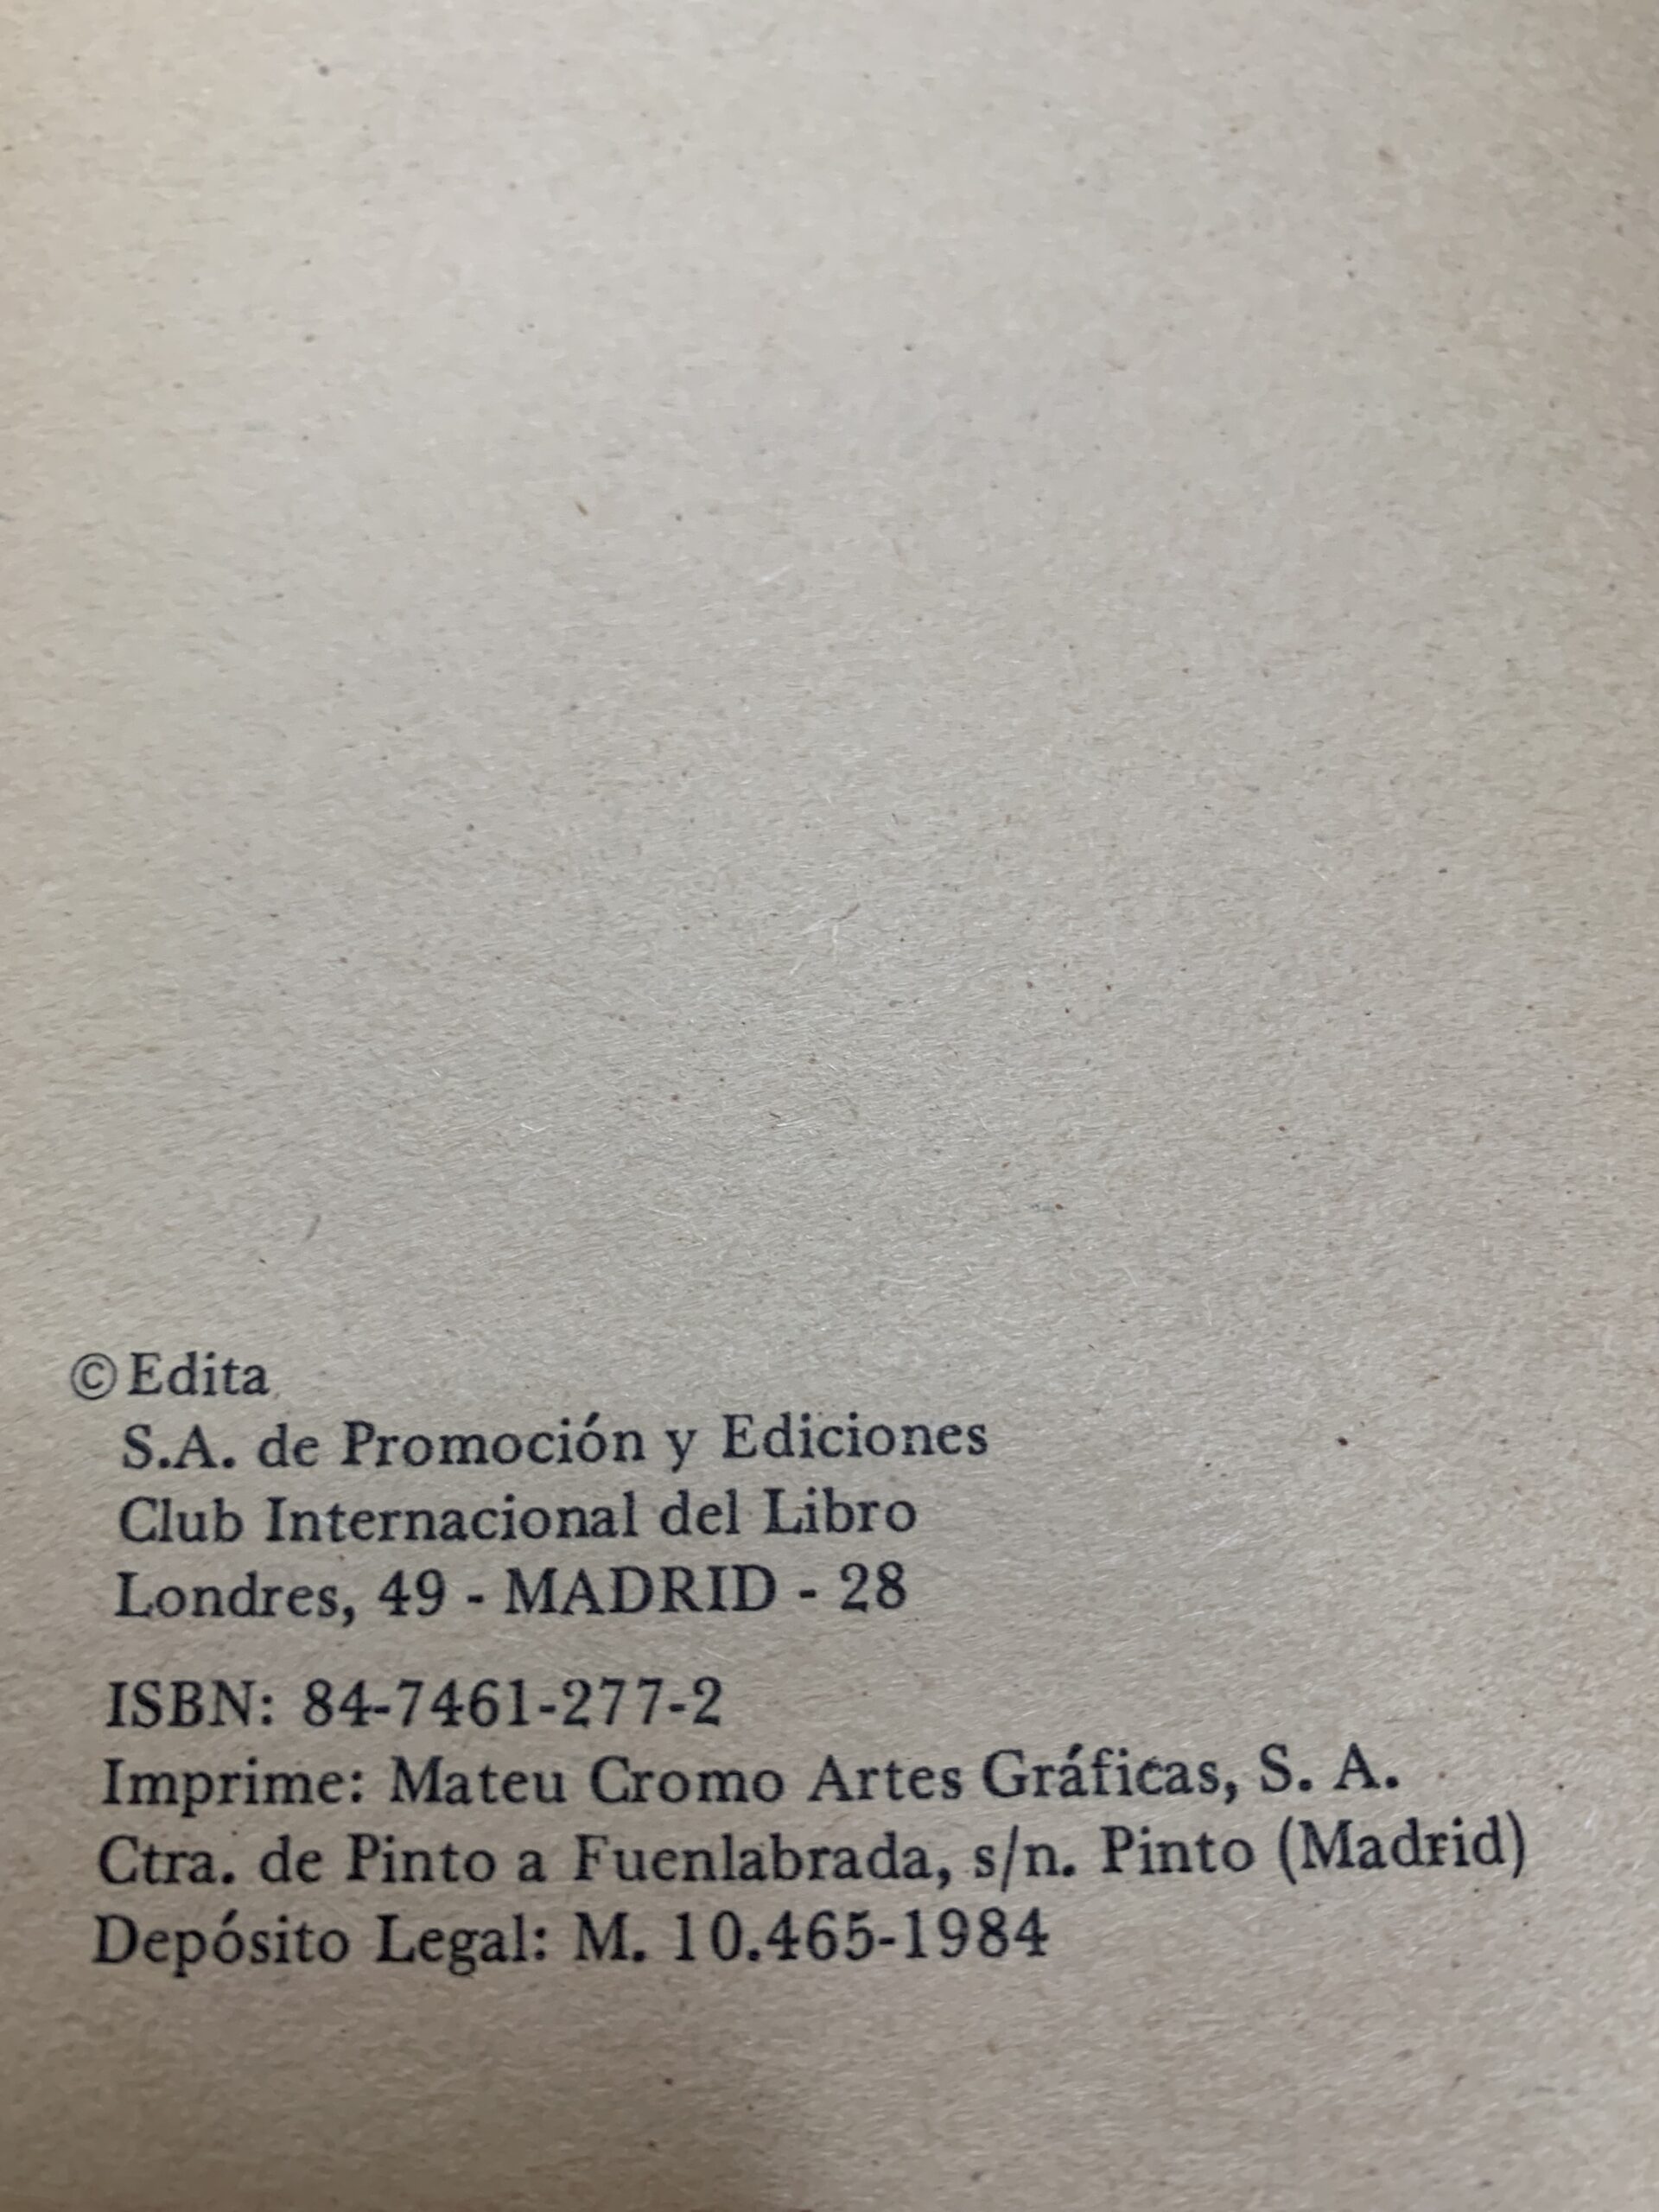 © Edita
S.A. de Promoción y Ediciones
Club Internacional del Libro
Londres, 49 - MADRID - 28
ISBN: 84-7461-277-2
Imprime: Mateu Cromo Artes Gráficas, S. A.
Ctra. de Pinto a Fuenlabrada, s/n. Pinto (Madrid)
Depósito Legal: M. 10.465-1984